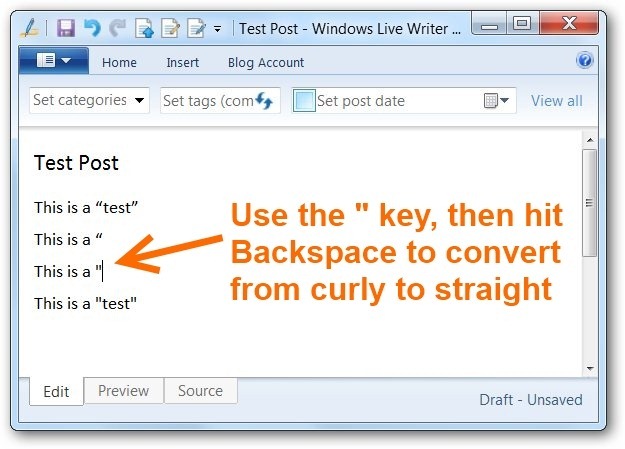 Test Post - Windows Live Writer ...
Home Insert Blog Account
Set categories Set tags (com Set post date View all
Test Post
This is a “test”
This is a “
This is a "
This is a "test"
Use the " key, then hit
Backspace to convert
from curly to straight
Edit Preview Source
Draft - Unsaved